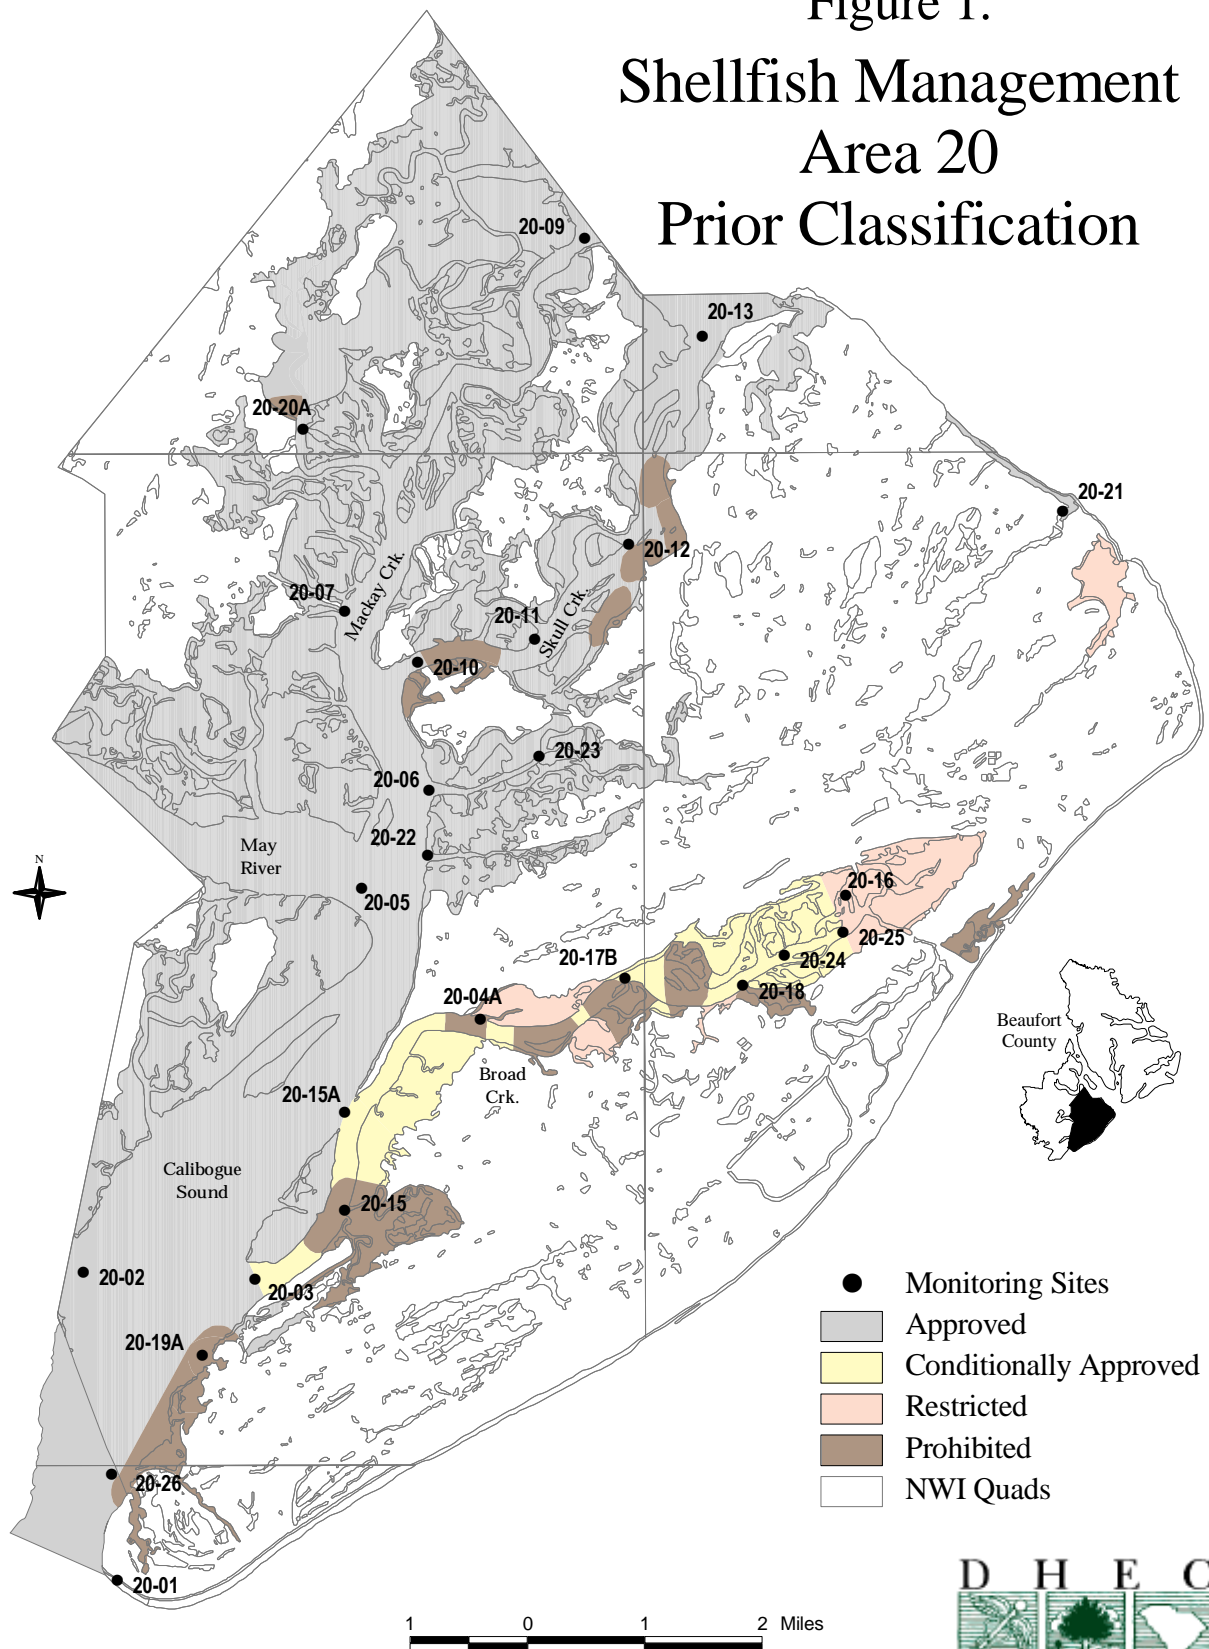 Figure 1.
Shellfish Management
Area 20
Prior Classification
20-09
20-13
20-20A
20-21
20-12
20-07
Mackay Crk.
20-11
Skull Crk.
20-10
20-23
20-06
20-22
May
River
20-05
20-16
20-25
20-24
20-17B
20-18
20-04A
Broad
Crk.
Beaufort
County
20-15A
Calibogue
Sound
20-15
20-02
20-03
20-19A
20-26
20-01
N
Monitoring Sites
Approved
Conditionally Approved
Restricted
Prohibited
NWI Quads
1 0 1 2 Miles
D H E C